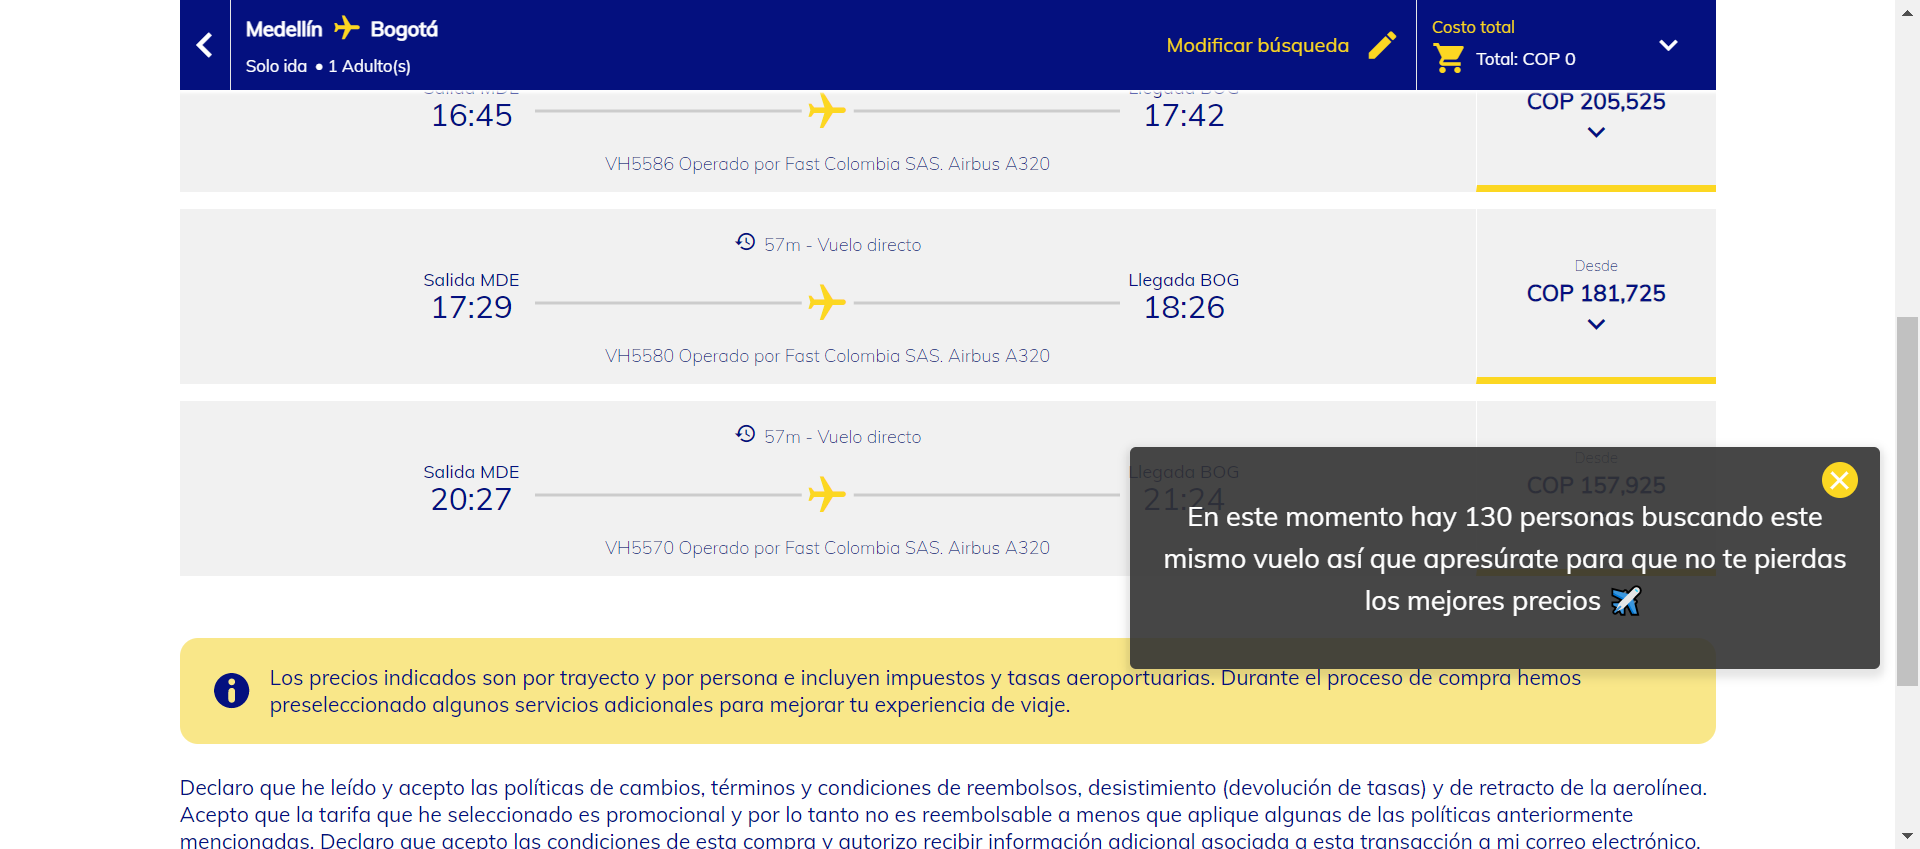 Medellín Bogotá
Solo ida • 1 Adulto(s)
Modificar búsqueda
Costo total
Total: COP 0
Salida MDE
16:45
Llegada BOG
17:42
COP 205,525
VH5586 Operado por Fast Colombia SAS. Airbus A320
57m - Vuelo directo
Salida MDE
17:29
Llegada BOG
18:26
Desde
COP 181,725
VH5580 Operado por Fast Colombia SAS. Airbus A320
57m - Vuelo directo
Salida MDE
20:27
Llegada BOG
21:24
Desde
COP 157,925
VH5570 Operado por Fast Colombia SAS. Airbus A320
En este momento hay 130 personas buscando este
mismo vuelo así que apresúrate para que no te pierdas
los mejores precios
Los precios indicados son por trayecto y por persona e incluyen impuestos y tasas aeroportuarias. Durante el proceso de compra hemos
preseleccionado algunos servicios adicionales para mejorar tu experiencia de viaje.
Declaro que he leído y acepto las políticas de cambios, términos y condiciones de reembolsos, desistimiento (devolución de tasas) y de retracto de la aerolínea.
Acepto que la tarifa que he seleccionado es promocional y por lo tanto no es reembolsable a menos que aplique algunas de las políticas anteriormente
mencionadas. Declaro que acepto las condiciones de esta compra y autorizo recibir información adicional asociada a esta transacción a mi correo electrónico.